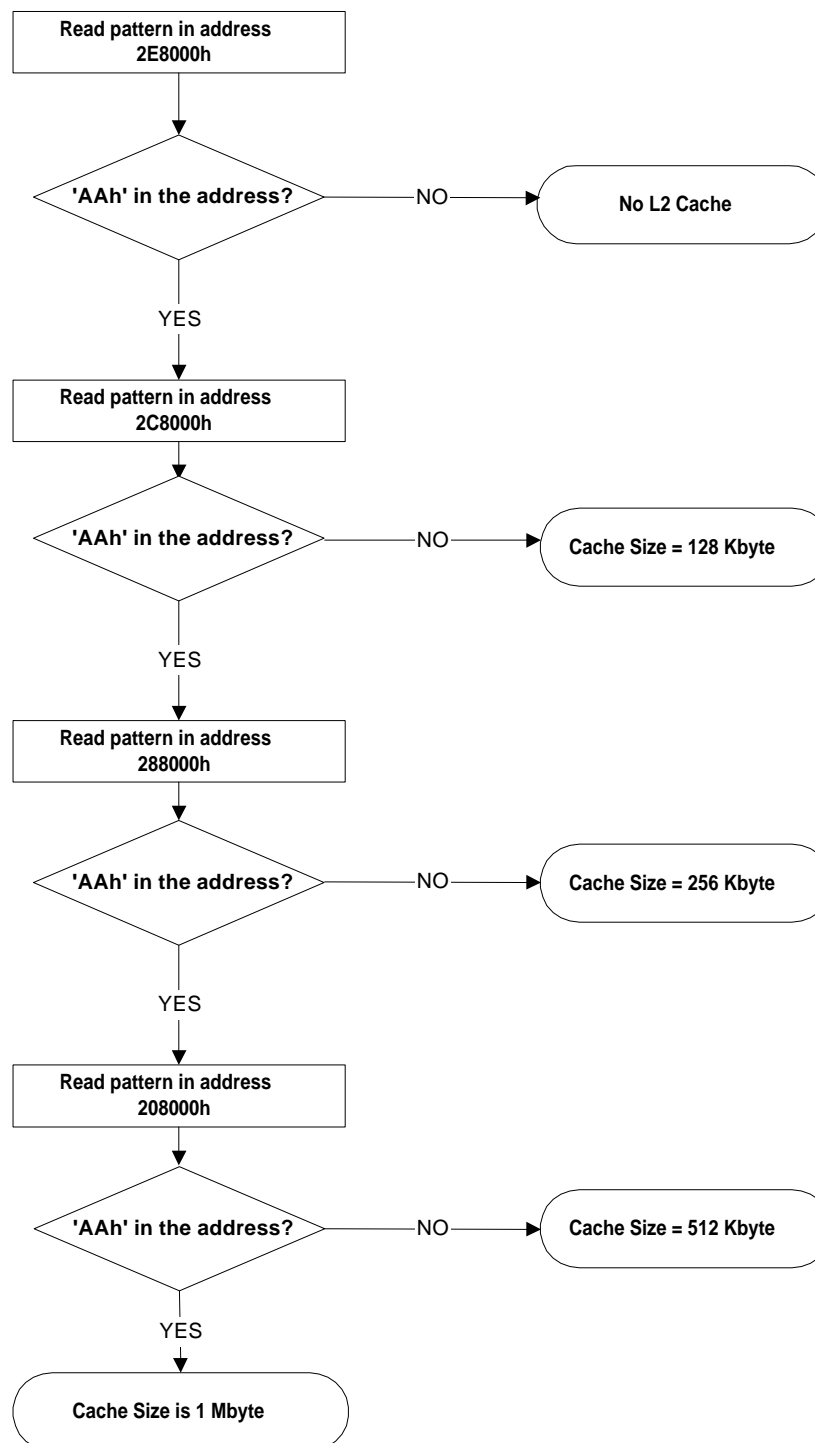 Read pattern in address
2E8000h
'AAh' in the address?
NO
No L2 Cache
YES
Read pattern in address
2C8000h
'AAh' in the address?
NO
Cache Size = 128 Kbyte
YES
Read pattern in address
288000h
'AAh' in the address?
NO
Cache Size = 256 Kbyte
YES
Read pattern in address
208000h
'AAh' in the address?
NO
Cache Size = 512 Kbyte
YES
Cache Size is 1 Mbyte